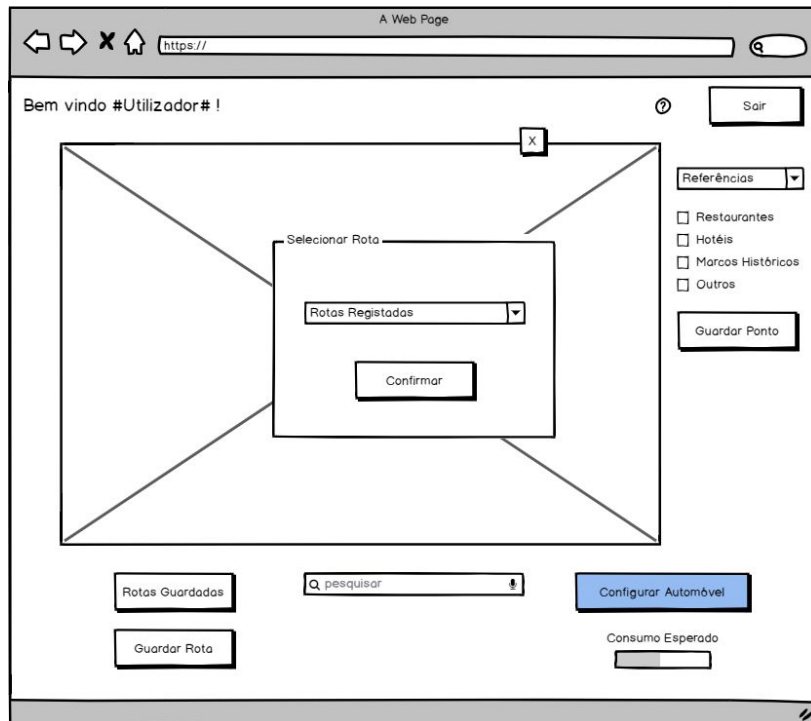 A Web Page
https://
Bem vindo #Utilizador# !
?
Sair
X
Referências
Restaurantes
Hotéis
Marcos Históricos
Outros
Guardar Ponto
Selecionar Rota
Rotas Registadas
Confirmar
Rotas Guardadas
pesquisar
Configurar Automóvel
Guardar Rota
Consumo Esperado